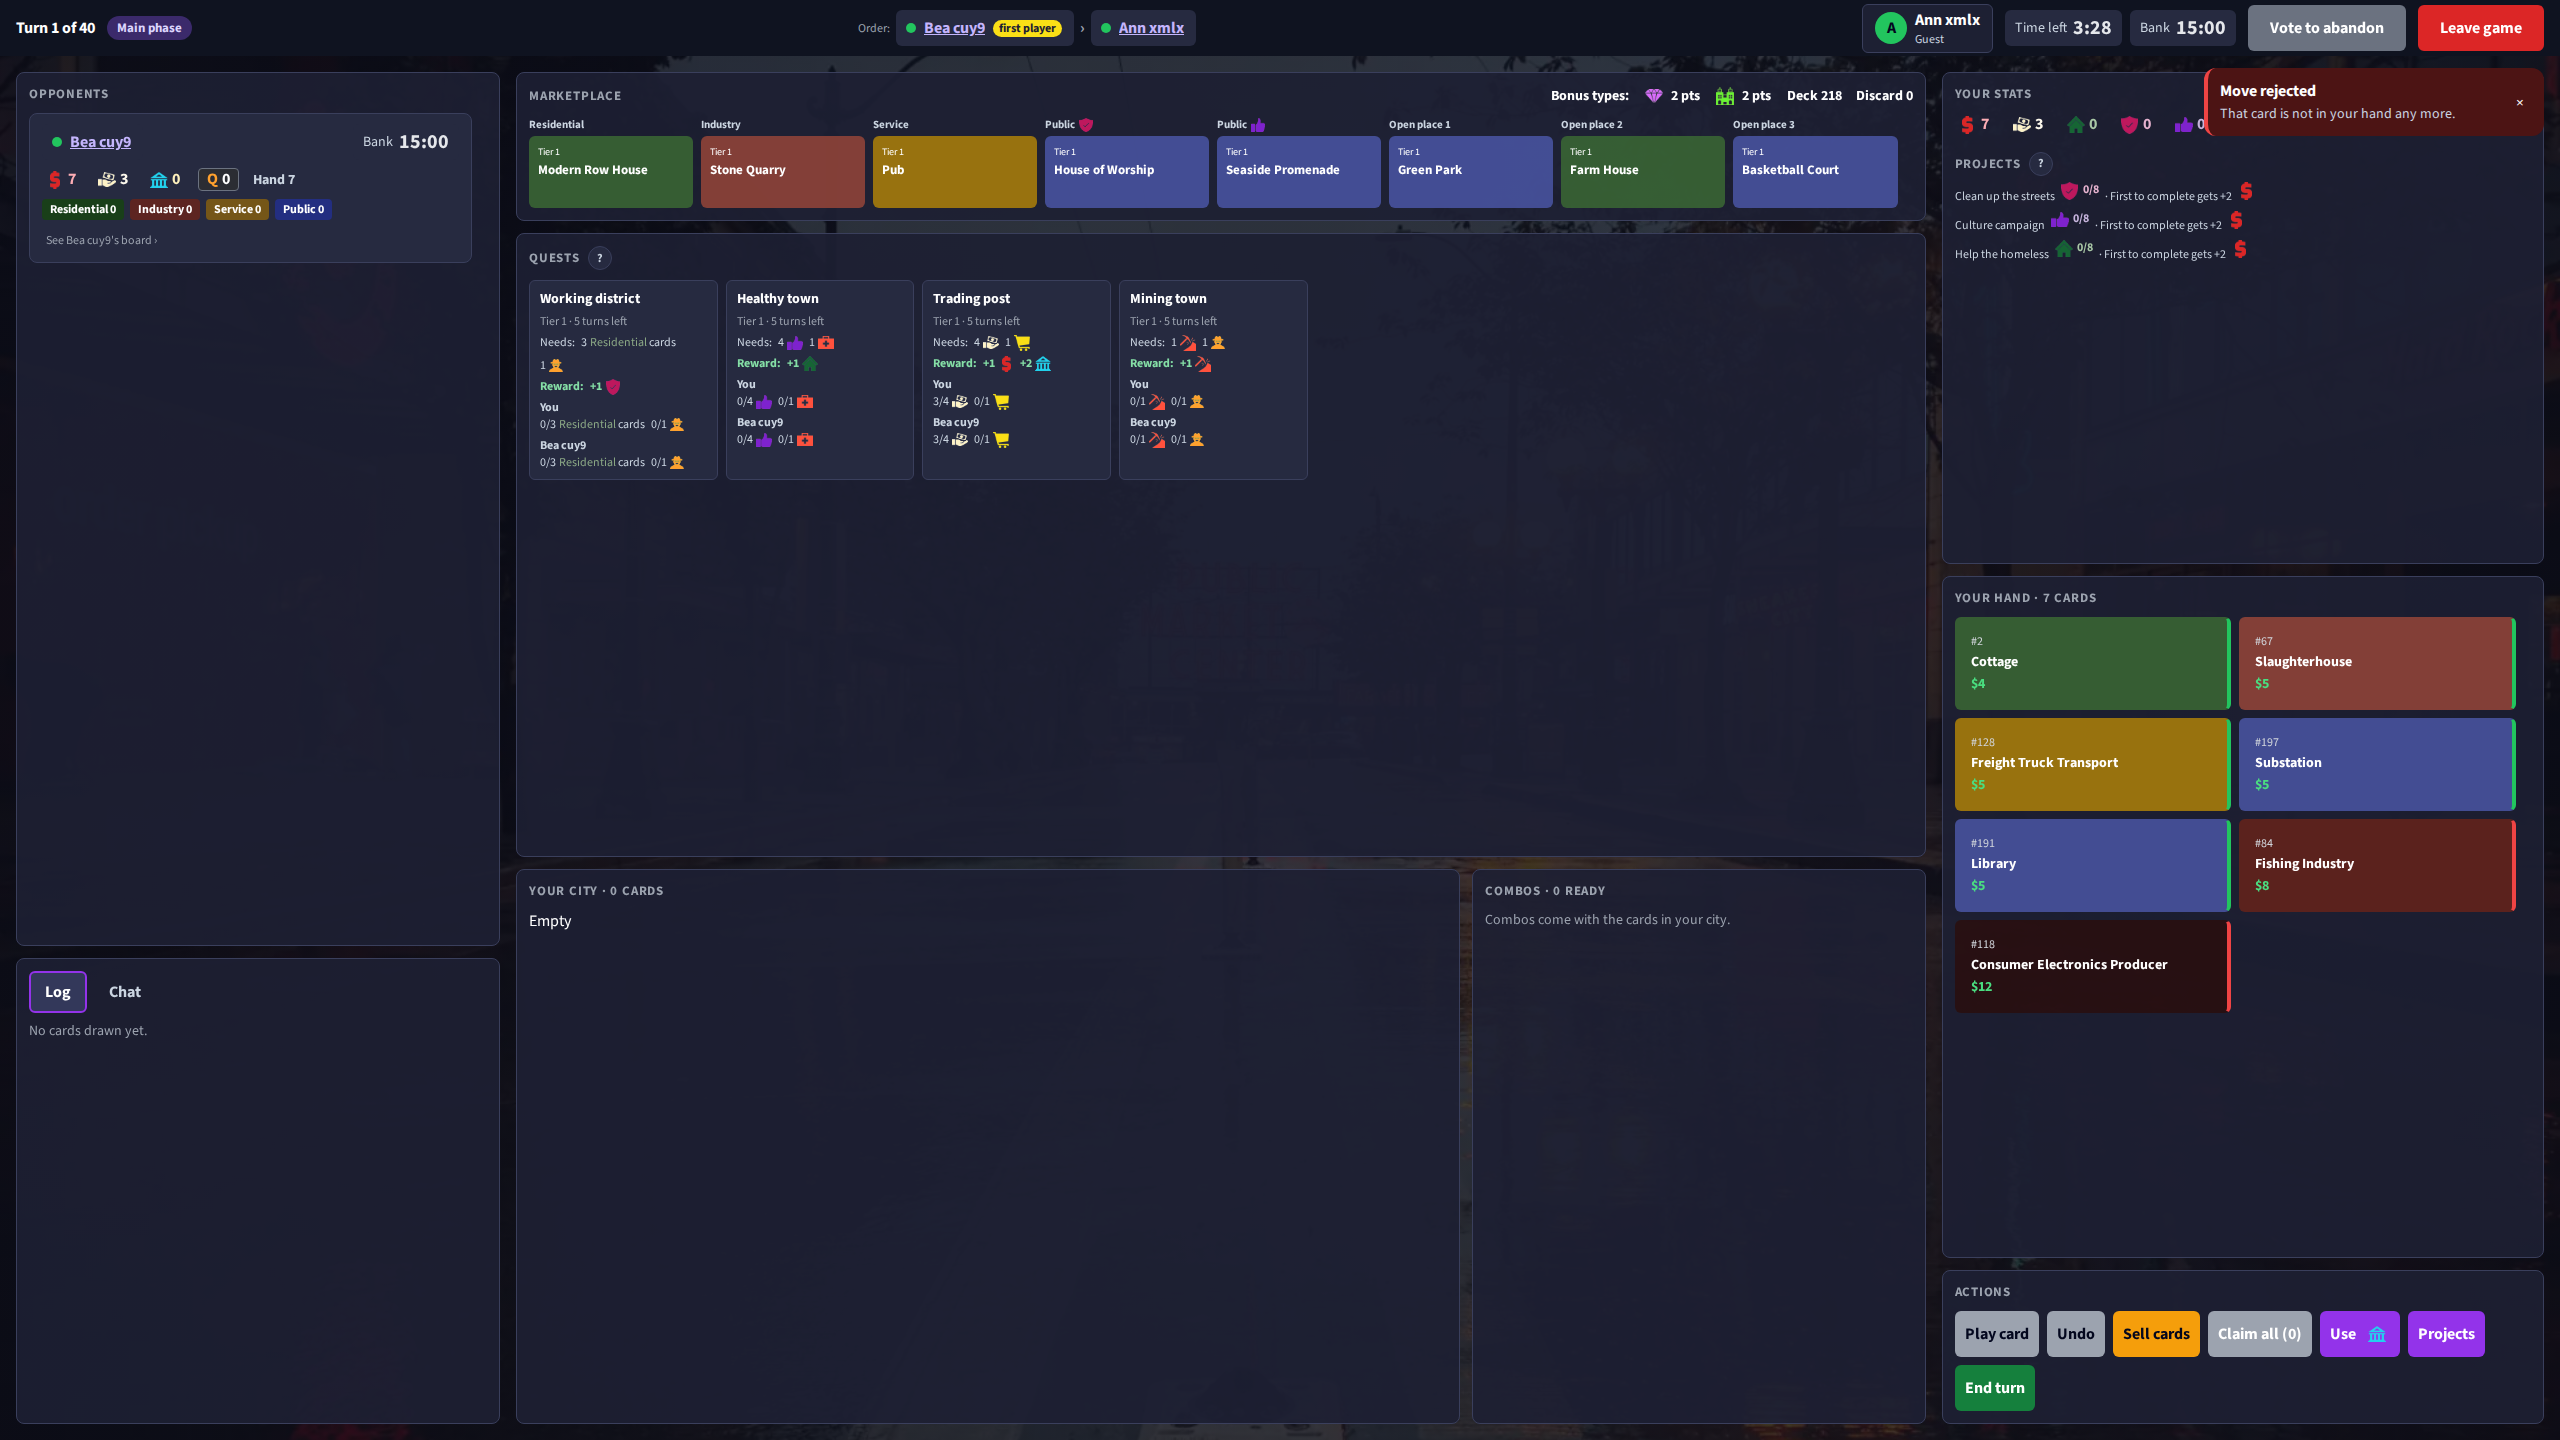 Turn 1 of 40 Main phase
Order: Bea cuy9 first player › Ann xmlx
A Ann xmlx
Guest
Time left 3:28
Bank 15:00
Vote to abandon
Leave game
OPPONENTS
Bea cuy9 Bank 15:00
7 3 0 Q 0 Hand 7
Residential 0 Industry 0 Service 0 Public 0
See Bea cuy9's board ›
MARKETPLACE
Bonus types: 2 pts 2 pts Deck 218 Discard 0
Residential
Tier 1
Modern Row House
Industry
Tier 1
Stone Quarry
Service
Tier 1
Pub
Public
Tier 1
House of Worship
Public
Tier 1
Seaside Promenade
Open place 1
Tier 1
Green Park
Open place 2
Tier 1
Farm House
Open place 3
Tier 1
Basketball Court
QUESTS ?
Working district
Tier 1 · 5 turns left
Needs: 3 Residential cards
1
Reward: +1
You
0/3 Residential cards 0/1
Bea cuy9
0/3 Residential cards 0/1
Healthy town
Tier 1 · 5 turns left
Needs: 4 1
Reward: +1
You
0/4 0/1
Bea cuy9
0/4 0/1
Trading post
Tier 1 · 5 turns left
Needs: 4 1
Reward: +1 $ +2
You
3/4 0/1
Bea cuy9
3/4 0/1
Mining town
Tier 1 · 5 turns left
Needs: 1 1
Reward: +1
You
0/1 0/1
Bea cuy9
0/1 0/1
YOUR STATS
$ 7 3 0 0 0
Move rejected ×
That card is not in your hand any more.
PROJECTS ?
Clean up the streets 0/8 · First to complete gets +2 $
Culture campaign 0/8 · First to complete gets +2 $
Help the homeless 0/8 · First to complete gets +2 $
YOUR HAND · 7 CARDS
#2
Cottage
$4
#67
Slaughterhouse
$5
#128
Freight Truck Transport
$5
#197
Substation
$5
#191
Library
$5
#84
Fishing Industry
$8
#118
Consumer Electronics Producer
$12
YOUR CITY · 0 CARDS
Empty
COMBOS · 0 READY
Combos come with the cards in your city.
Log Chat
No cards drawn yet.
ACTIONS
Play card Undo Sell cards Claim all (0) Use Projects
End turn